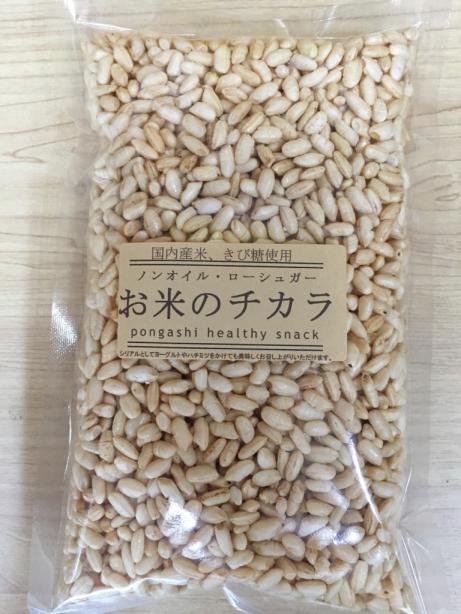 国内産米、きび糖使用
ノンオイル・ローシュガー
お米のチカラ
pongashi healthy snack
シリアルとしてヨーグルトやハチミツをかけても美味しくお召し上がりいただけます。